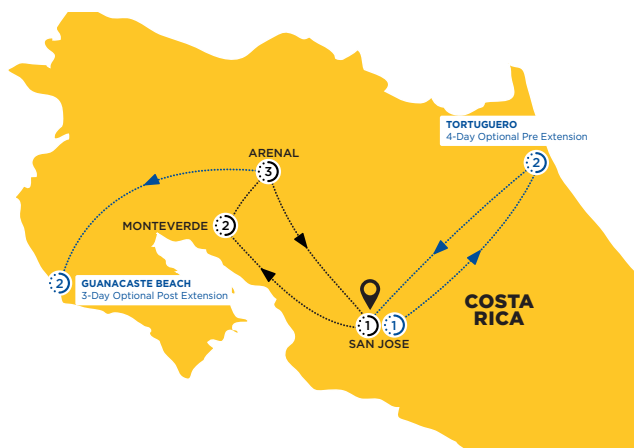 TORTUGUERO
4-Day Optional Pre Extension
2
ARENAL
3
MONTEVERDE
2
2
GUANACASTE BEACH
3-Day Optional Post Extension
COSTA
RICA
1
1
SAN JOSE